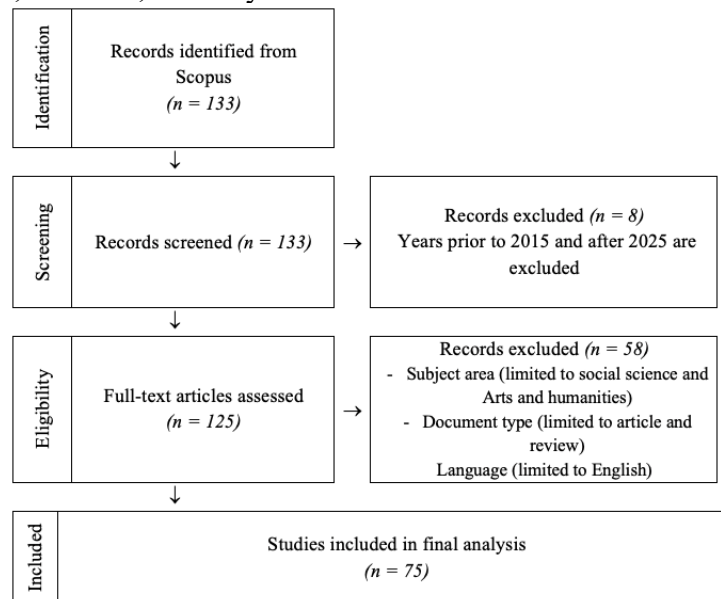 Identification
Records identified from
Scopus
(n = 133)
↓
Screening
Records screened (n = 133)
→
Records excluded (n = 8)
Years prior to 2015 and after 2025 are
excluded
↓
Eligibility
Full-text articles assessed
(n = 125)
→
Records excluded (n = 58)
- Subject area (limited to social science and
Arts and humanities)
- Document type (limited to article and
review)
Language (limited to English)
↓
Included
Studies included in final analysis
(n = 75)